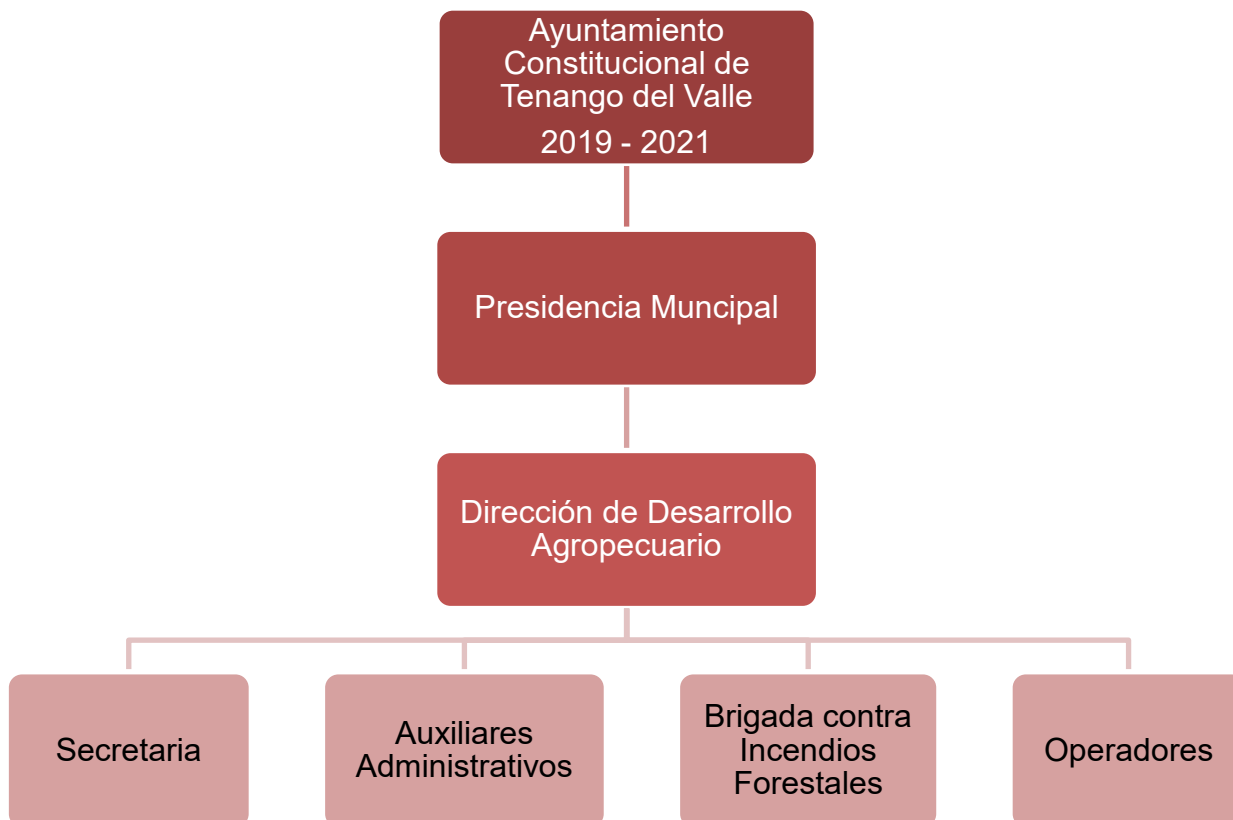 Ayuntamiento
Constitucional de
Tenango del Valle
2019 - 2021
Presidencia Muncipal
Dirección de Desarrollo
Agropecuario
Secretaria
Auxiliares
Administrativos
Brigada contra
Incendios
Forestales
Operadores